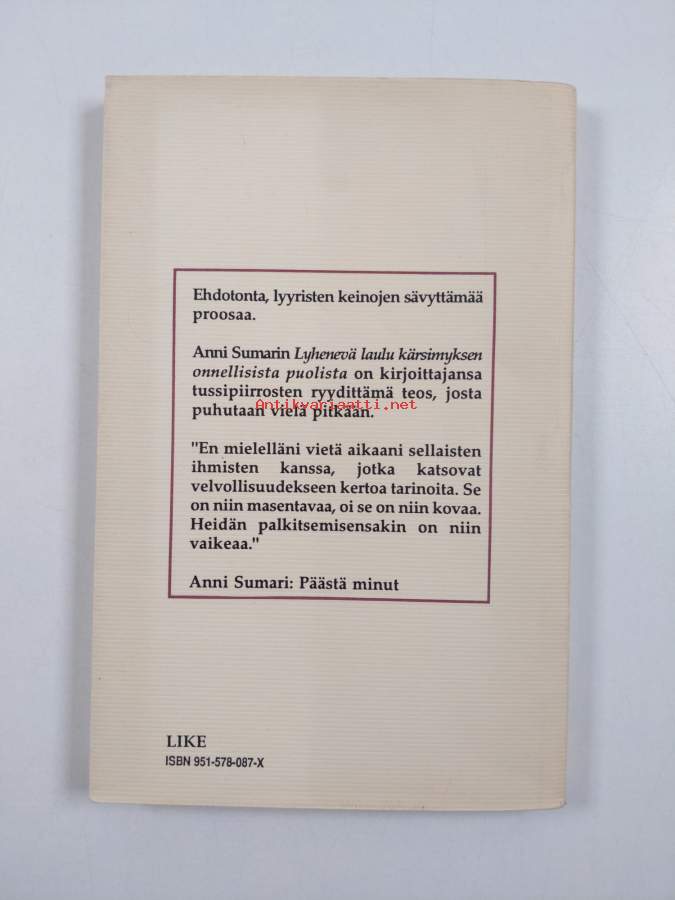 Ehdotonta, lyyristen keinojen sävyttämää
proosaa.
Anni Sumarin Lyhenevä laulu kärsimyksen
onnellisista puolista on kirjoittajansa
tussipiirrosten ryydittämä teos, josta
puhutaan vielä pitkään.
Antikvariaatti.net
"En mielelläni vietä aikaani sellaisten
ihmisten kanssa, jotka katsovat
velvollisuudekseen kertoa tarinoita. Se
on niin masentavaa, oi se on niin kovaa.
Heidän palkitsemisensakin on niin
vaikeaa."
Anni Sumari: Päästä minut
LIKE
ISBN 951-578-087-X